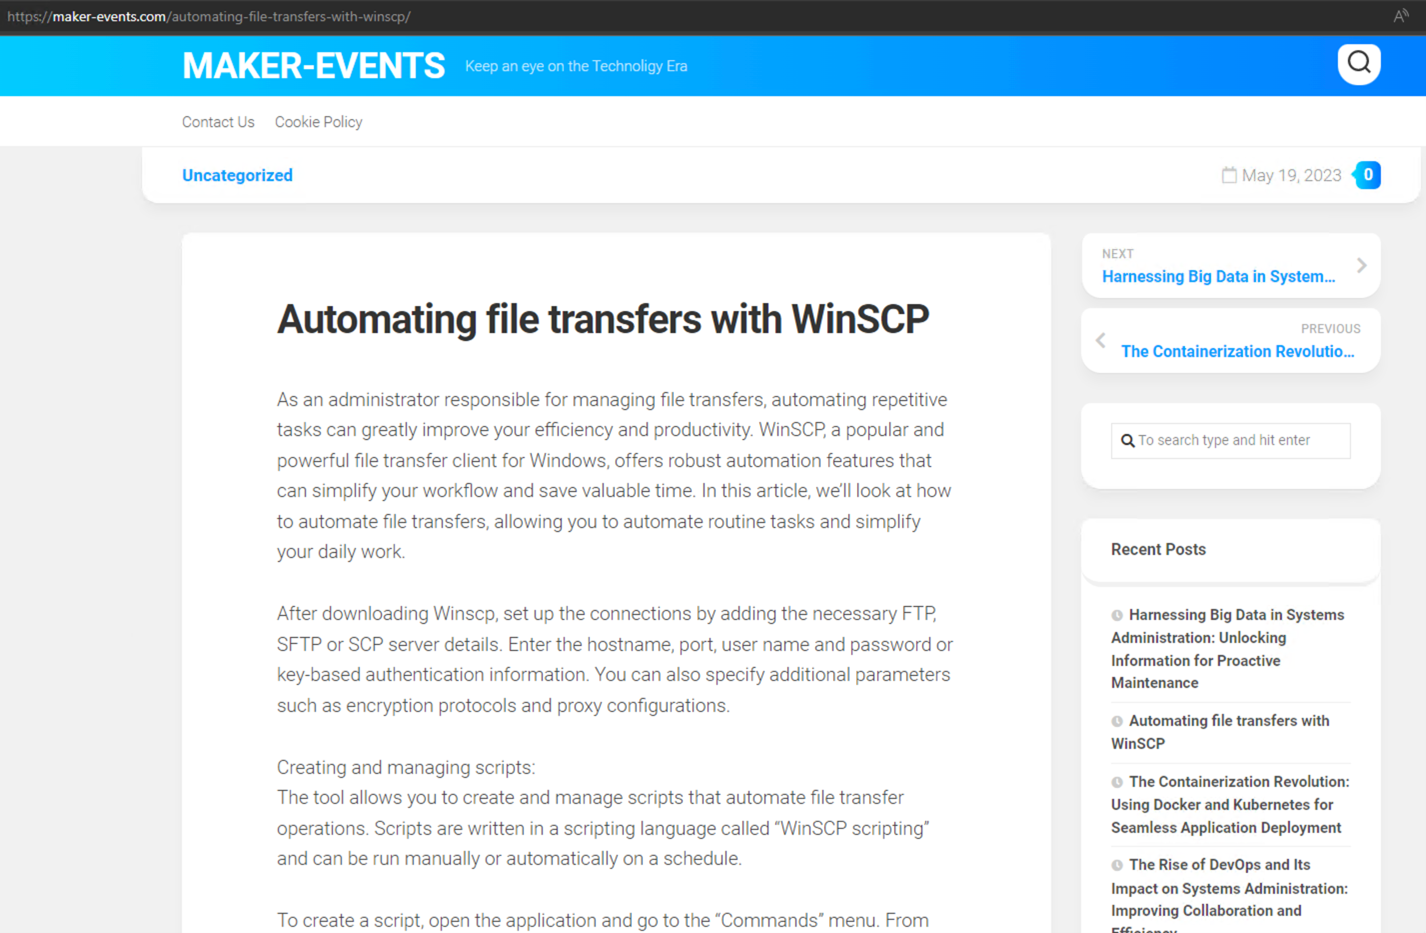 https://maker-events.com/automating-file-transfers-with-winscp/
MAKER-EVENTS
Keep an eye on the Technoligy Era
Contact Us
Cookie Policy
Uncategorized
May 19, 2023
0
Automating file transfers with WinSCP
As an administrator responsible for managing file transfers, automating repetitive
tasks can greatly improve your efficiency and productivity. WinSCP, a popular and
powerful file transfer client for Windows, offers robust automation features that
can simplify your workflow and save valuable time. In this article, we’ll look at how
to automate file transfers, allowing you to automate routine tasks and simplify
your daily work.
After downloading Winscp, set up the connections by adding the necessary FTP,
SFTP or SCP server details. Enter the hostname, port, user name and password or
key-based authentication information. You can also specify additional parameters
such as encryption protocols and proxy configurations.
Creating and managing scripts:
The tool allows you to create and manage scripts that automate file transfer
operations. Scripts are written in a scripting language called “WinSCP scripting”
and can be run manually or automatically on a schedule.
To create a script, open the application and go to the “Commands” menu. From
NEXT
Harnessing Big Data in System...
PREVIOUS
The Containerization Revolutio...
To search type and hit enter
Recent Posts
Harnessing Big Data in Systems
Administration: Unlocking
Information for Proactive
Maintenance
Automating file transfers with
WinSCP
The Containerization Revolution:
Using Docker and Kubernetes for
Seamless Application Deployment
The Rise of DevOps and Its
Impact on Systems Administration:
Improving Collaboration and
Efficiency